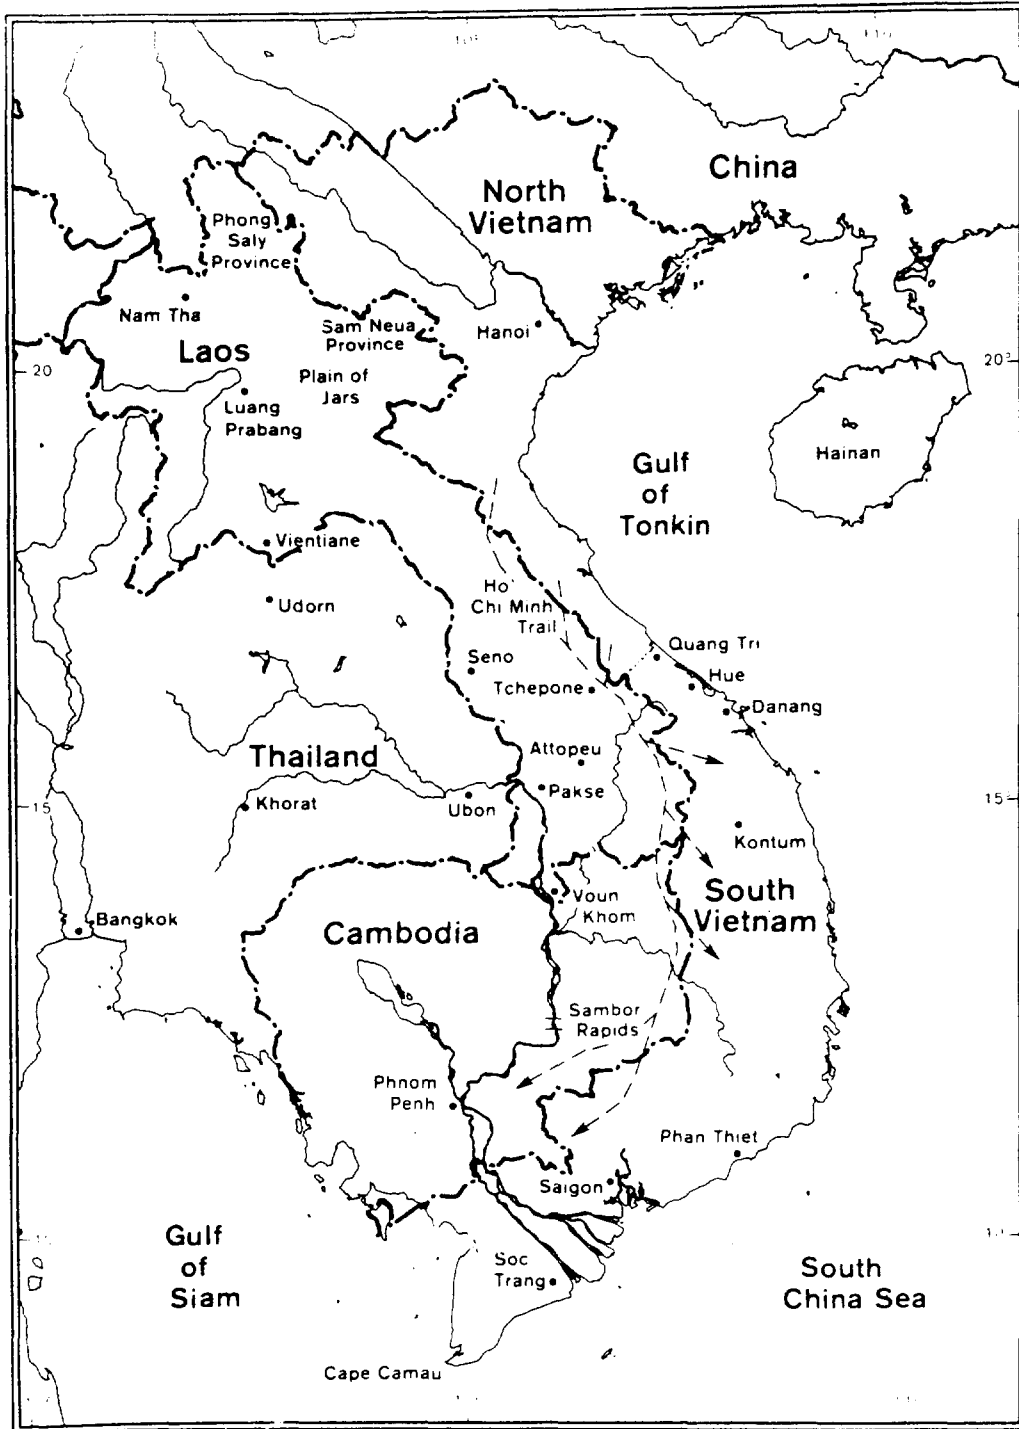 China
North
Vietnam
Phong
Saly
Province
Nam Tha
Sam Neua
Province
Hanoi
Laos
20
20°
Plain of
Jars
Luang
Prabang
Hainan
Gulf
of
Tonkin
Vientiane
Ho
Chi Minh
Trail
Udorn
Quang Tri
Seno
Hue
Tchepone
Danang
Attopeu
Thailand
Pakse
15
15°
Khorat
Ubon
Kontum
South
Vietnam
Voun
Khom
Bangkok
Cambodia
Sambor
Rapids
Phnom
Penh
Phan Thiet
Saigon
Gulf
of
Siam
Soc
Trang
South
China Sea
Cape Camau